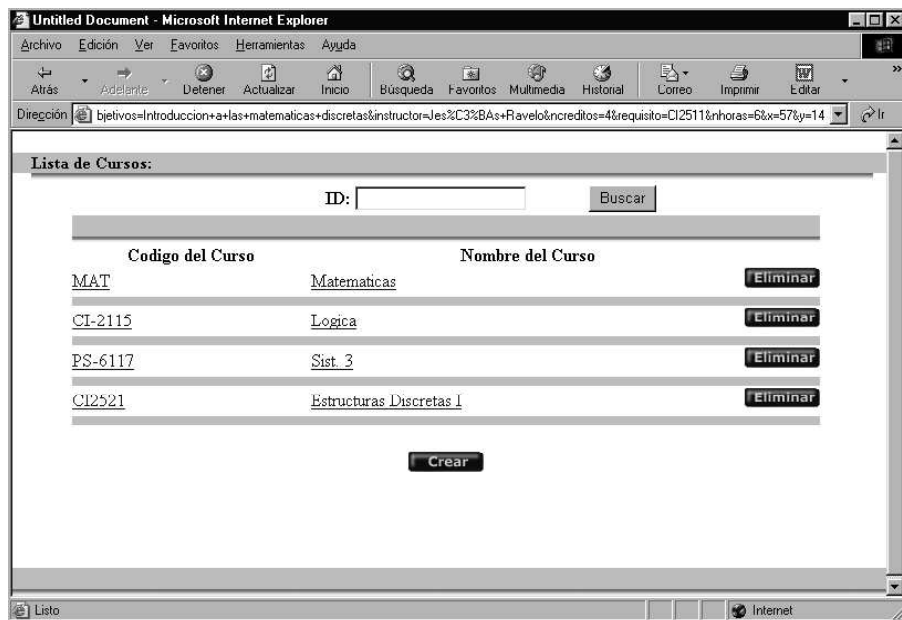 Untitled Document - Microsoft Internet Explorer
Archivo Edición Ver Favoritos Herramientas Ayuda
Atrás Adelante Detener Actualizar Inicio Búsqueda Favoritos Multimedia Historial Correo Imprimir Editar »
Dirección bjetivos=Introduccion+a+las+matematicas+discretas&instructor=Jes%C3%BAs+Ravelo&ncreditos=4&requisito=CI2511&nhoras=6&x=57&y=14 Ir
Lista de Cursos:
ID: Buscar
Codigo del Curso Nombre del Curso
MAT Matematicas Eliminar
CI-2115 Logica Eliminar
PS-6117 Sist. 3 Eliminar
CI2521 Estructuras Discretas I Eliminar
Crear
Listo Internet